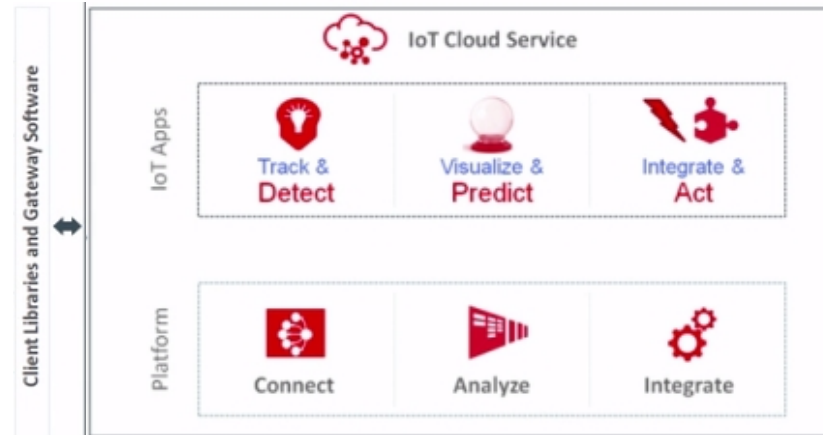 Client Libraries and Gateway Software
IoT Cloud Service
IoT Apps
Track &
Detect
Visualize &
Predict
Integrate &
Act
Platform
Connect
Analyze
Integrate